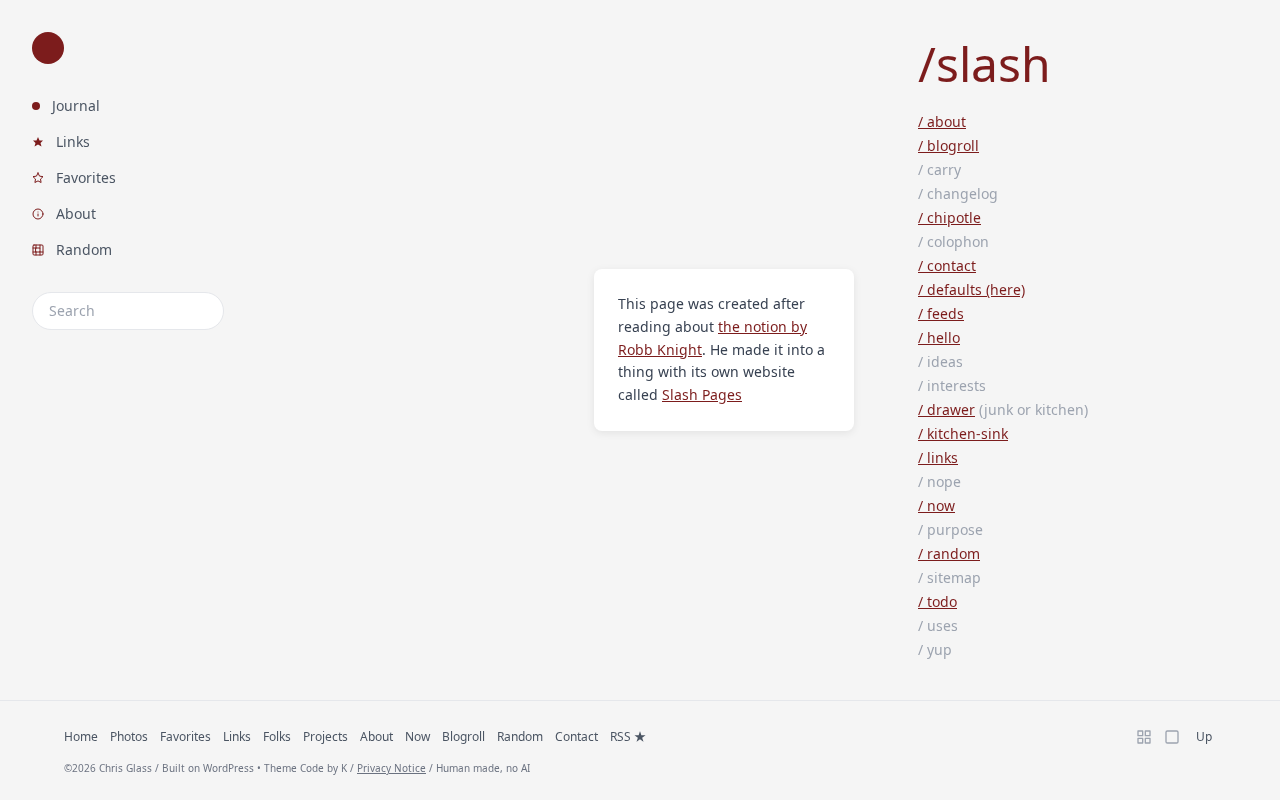 Journal
Links
Favorites
About
Random
Search
This page was created after
reading about the notion by
Robb Knight. He made it into a
thing with its own website
called Slash Pages
/slash
/ about
/ blogroll
/ carry
/ changelog
/ chipotle
/ colophon
/ contact
/ defaults (here)
/ feeds
/ hello
/ ideas
/ interests
/ drawer (junk or kitchen)
/ kitchen-sink
/ links
/ nope
/ now
/ purpose
/ random
/ sitemap
/ todo
/ uses
/ yup
Home Photos Favorites Links Folks Projects About Now Blogroll Random Contact RSS ★ Up
©2026 Chris Glass / Built on WordPress • Theme Code by K / Privacy Notice / Human made, no AI